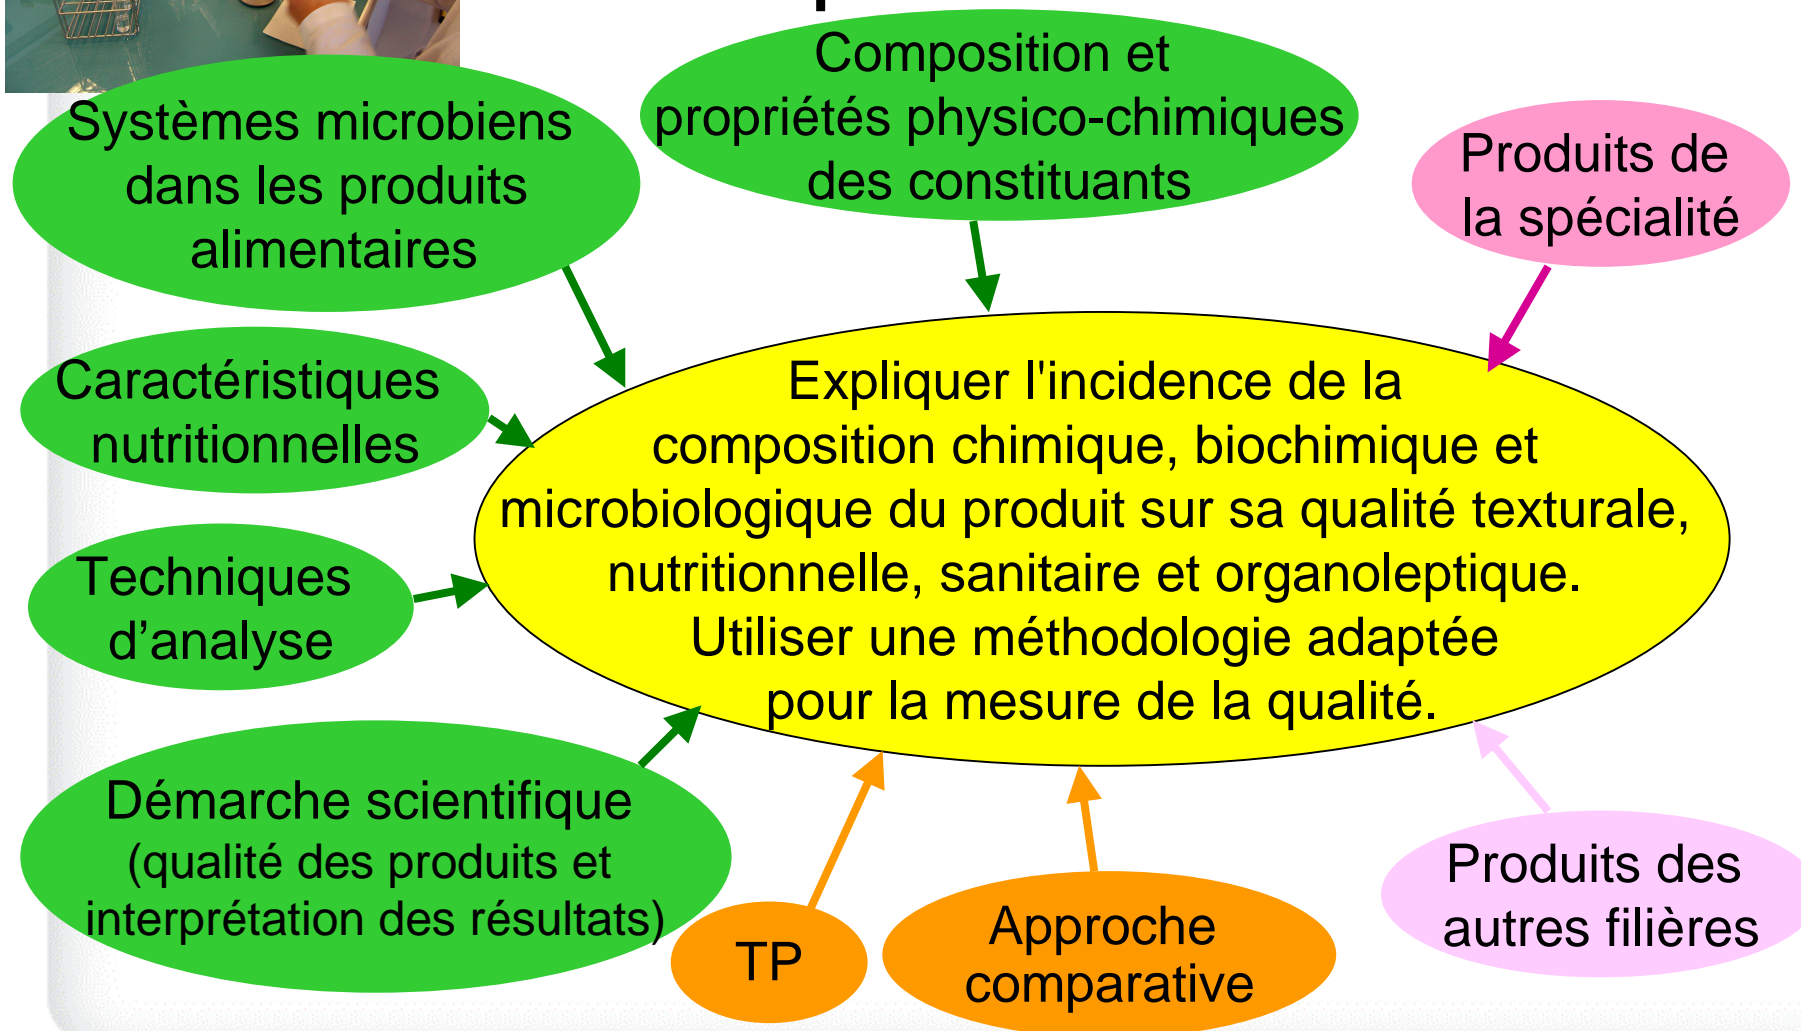 Composition et
propriétés physico-chimiques
des constituants
Systèmes microbiens
dans les produits
alimentaires
Produits de
la spécialité
Caractéristiques
nutritionnelles
Expliquer l'incidence de la
composition chimique, biochimique et
microbiologique du produit sur sa qualité texturale,
nutritionnelle, sanitaire et organoleptique.
Utiliser une méthodologie adaptée
pour la mesure de la qualité.
Techniques
d’analyse
Démarche scientifique
(qualité des produits et
interprétation des résultats)
TP
Approche
comparative
Produits des
autres filières